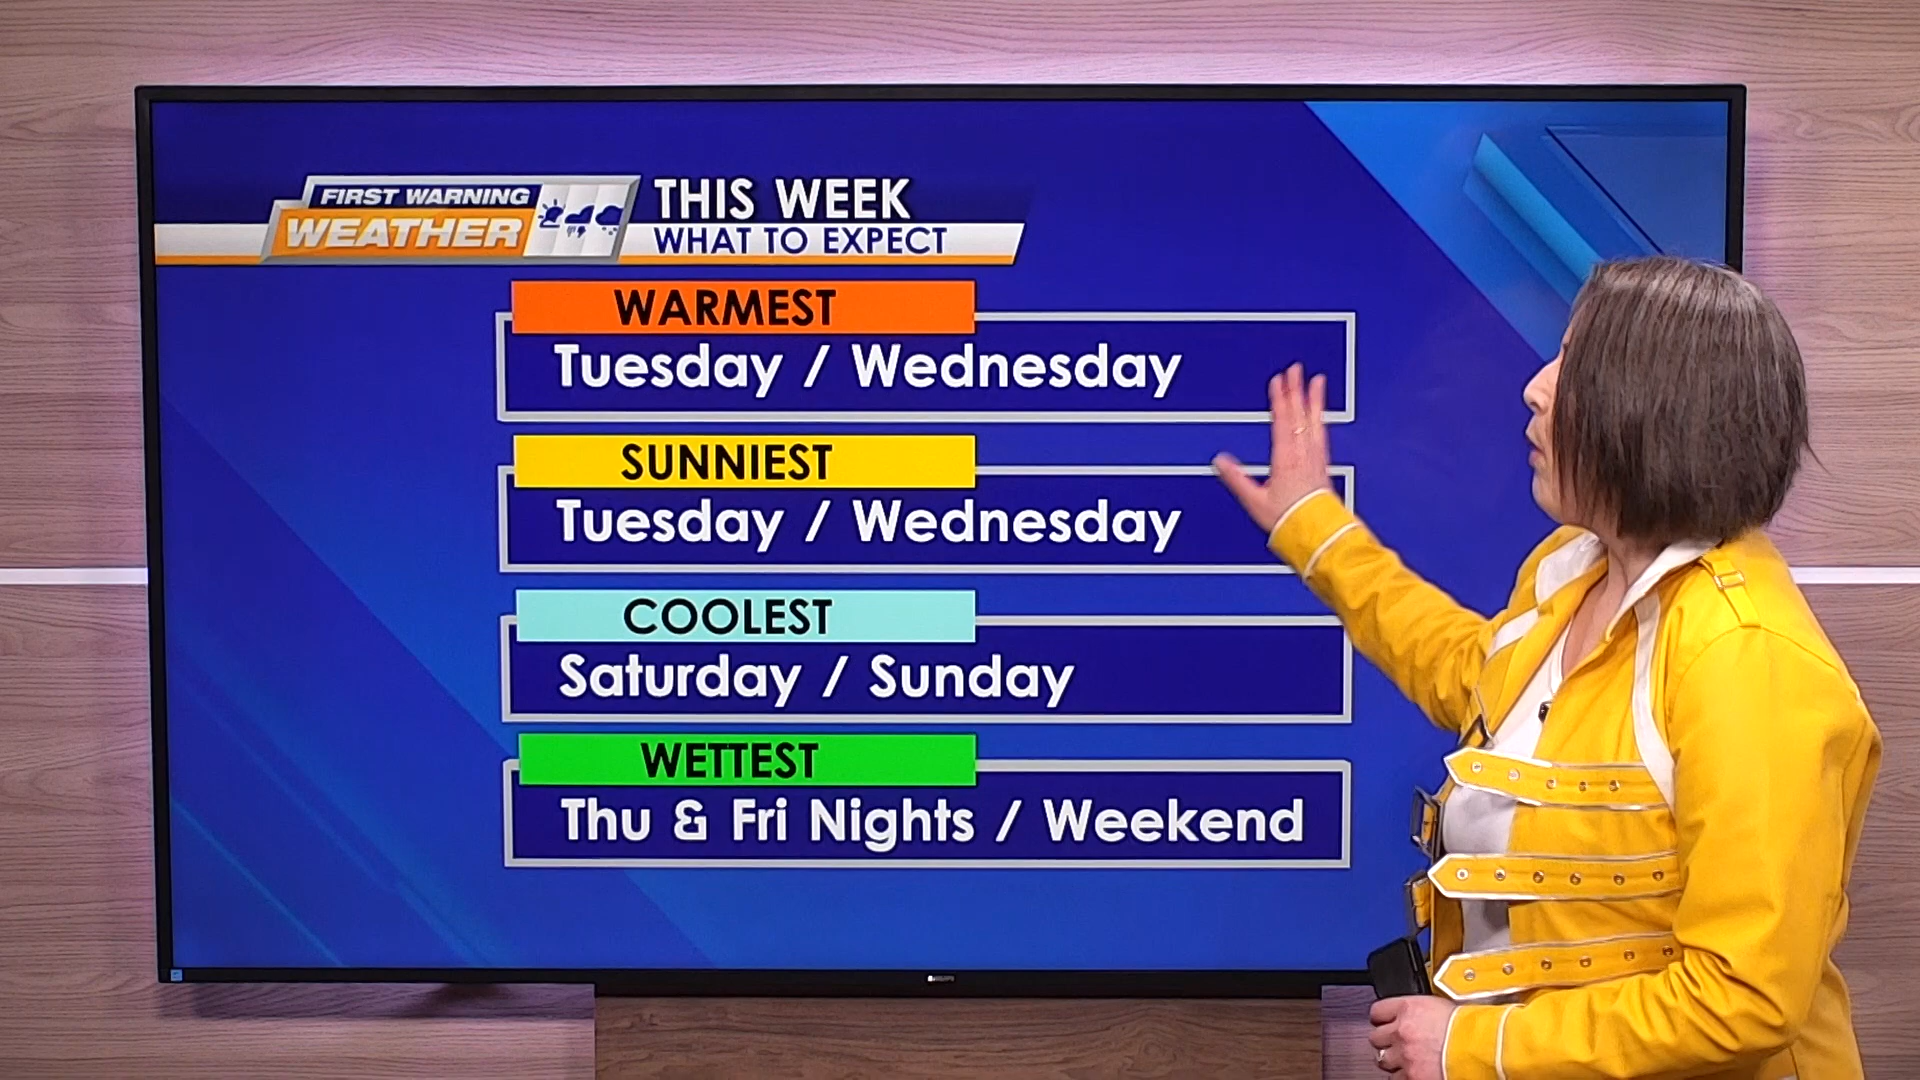 FIRST WARNING
WEATHER
THIS WEEK
WHAT TO EXPECT
WARMEST
Tuesday / Wednesday
SUNNIEST
Tuesday / Wednesday
COOLEST
Saturday / Sunday
WETTEST
Thu & Fri Nights / Weekend